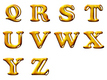 Q R S T
U V W X
Y Z